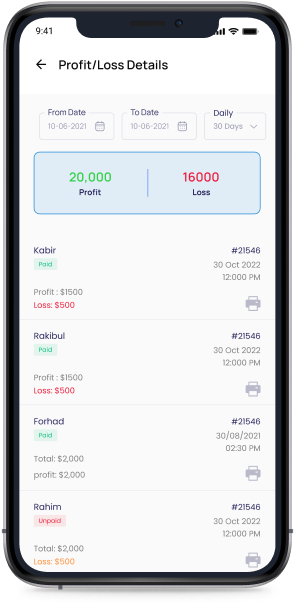 9:41
Profit/Loss Details
From Date To Date Daily
10-06-2021 10-06-2021 30 Days
20,000 16000
Profit Loss
Kabir #21546
Paid 30 Oct 2022
12:000 PM
Profit : $1500
Loss: $500
Rakibul #21546
Paid 30 Oct 2022
12:000 PM
Profit : $1500
Loss: $500
Forhad #21546
Paid 30/08/2021
02:30 PM
Total: $2,000
profit: $2,000
Rahim #21546
Unpaid 30 Oct 2022
12:000 PM
Total: $2,000
Loss: $500